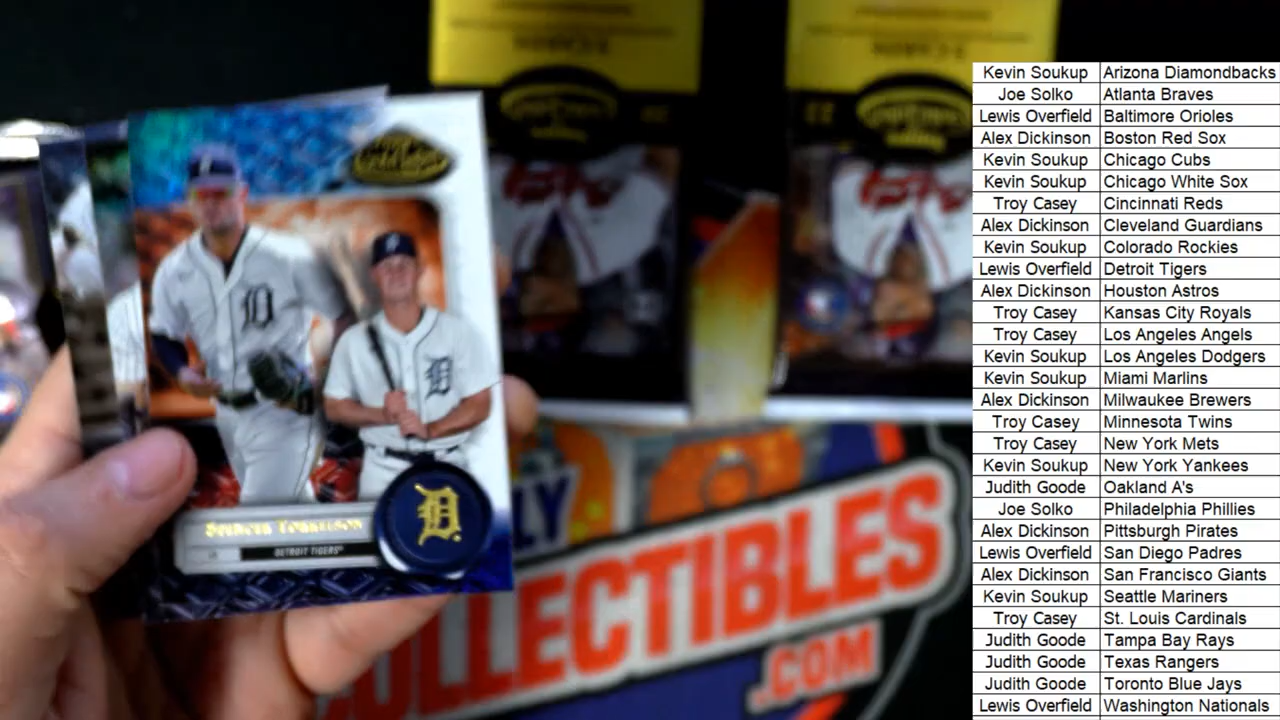 SPENCER TORKELSON
DETROIT TIGERS
D
D
D
LLY
COLLECTIBLES
.COM
Kevin Soukup Arizona Diamondbacks
Joe Solko Atlanta Braves
Lewis Overfield Baltimore Orioles
Alex Dickinson Boston Red Sox
Kevin Soukup Chicago Cubs
Kevin Soukup Chicago White Sox
Troy Casey Cincinnati Reds
Alex Dickinson Cleveland Guardians
Kevin Soukup Colorado Rockies
Lewis Overfield Detroit Tigers
Alex Dickinson Houston Astros
Troy Casey Kansas City Royals
Troy Casey Los Angeles Angels
Kevin Soukup Los Angeles Dodgers
Kevin Soukup Miami Marlins
Alex Dickinson Milwaukee Brewers
Troy Casey Minnesota Twins
Troy Casey New York Mets
Kevin Soukup New York Yankees
Judith Goode Oakland A's
Joe Solko Philadelphia Phillies
Alex Dickinson Pittsburgh Pirates
Lewis Overfield San Diego Padres
Alex Dickinson San Francisco Giants
Kevin Soukup Seattle Mariners
Troy Casey St. Louis Cardinals
Judith Goode Tampa Bay Rays
Judith Goode Texas Rangers
Judith Goode Toronto Blue Jays
Lewis Overfield Washington Nationals